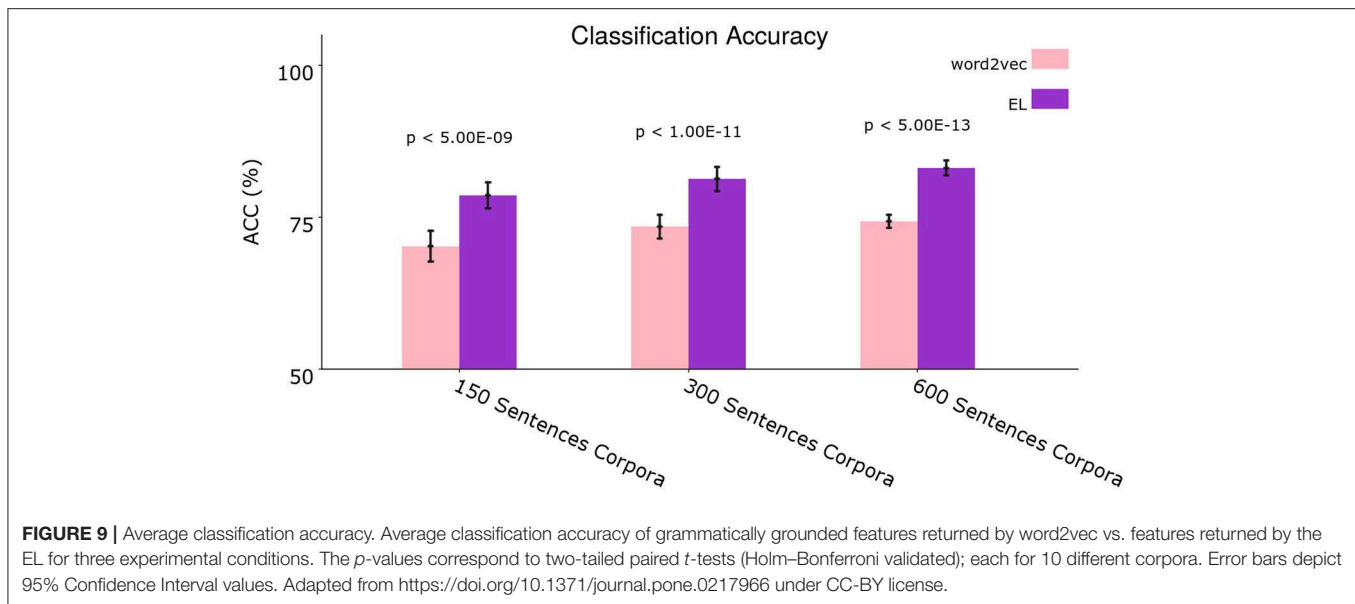 Classification Accuracy
word2vec
EL
100
75
50
ACC (%)
p < 5.00E-09
p < 1.00E-11
p < 5.00E-13
150 Sentences Corpora
300 Sentences Corpora
600 Sentences Corpora
FIGURE 9 | Average classification accuracy. Average classification accuracy of grammatically grounded features returned by word2vec vs. features returned by the
EL for three experimental conditions. The p-values correspond to two-tailed paired t-tests (Holm–Bonferroni validated); each for 10 different corpora. Error bars depict
95% Confidence Interval values. Adapted from https://doi.org/10.1371/journal.pone.0217966 under CC-BY license.